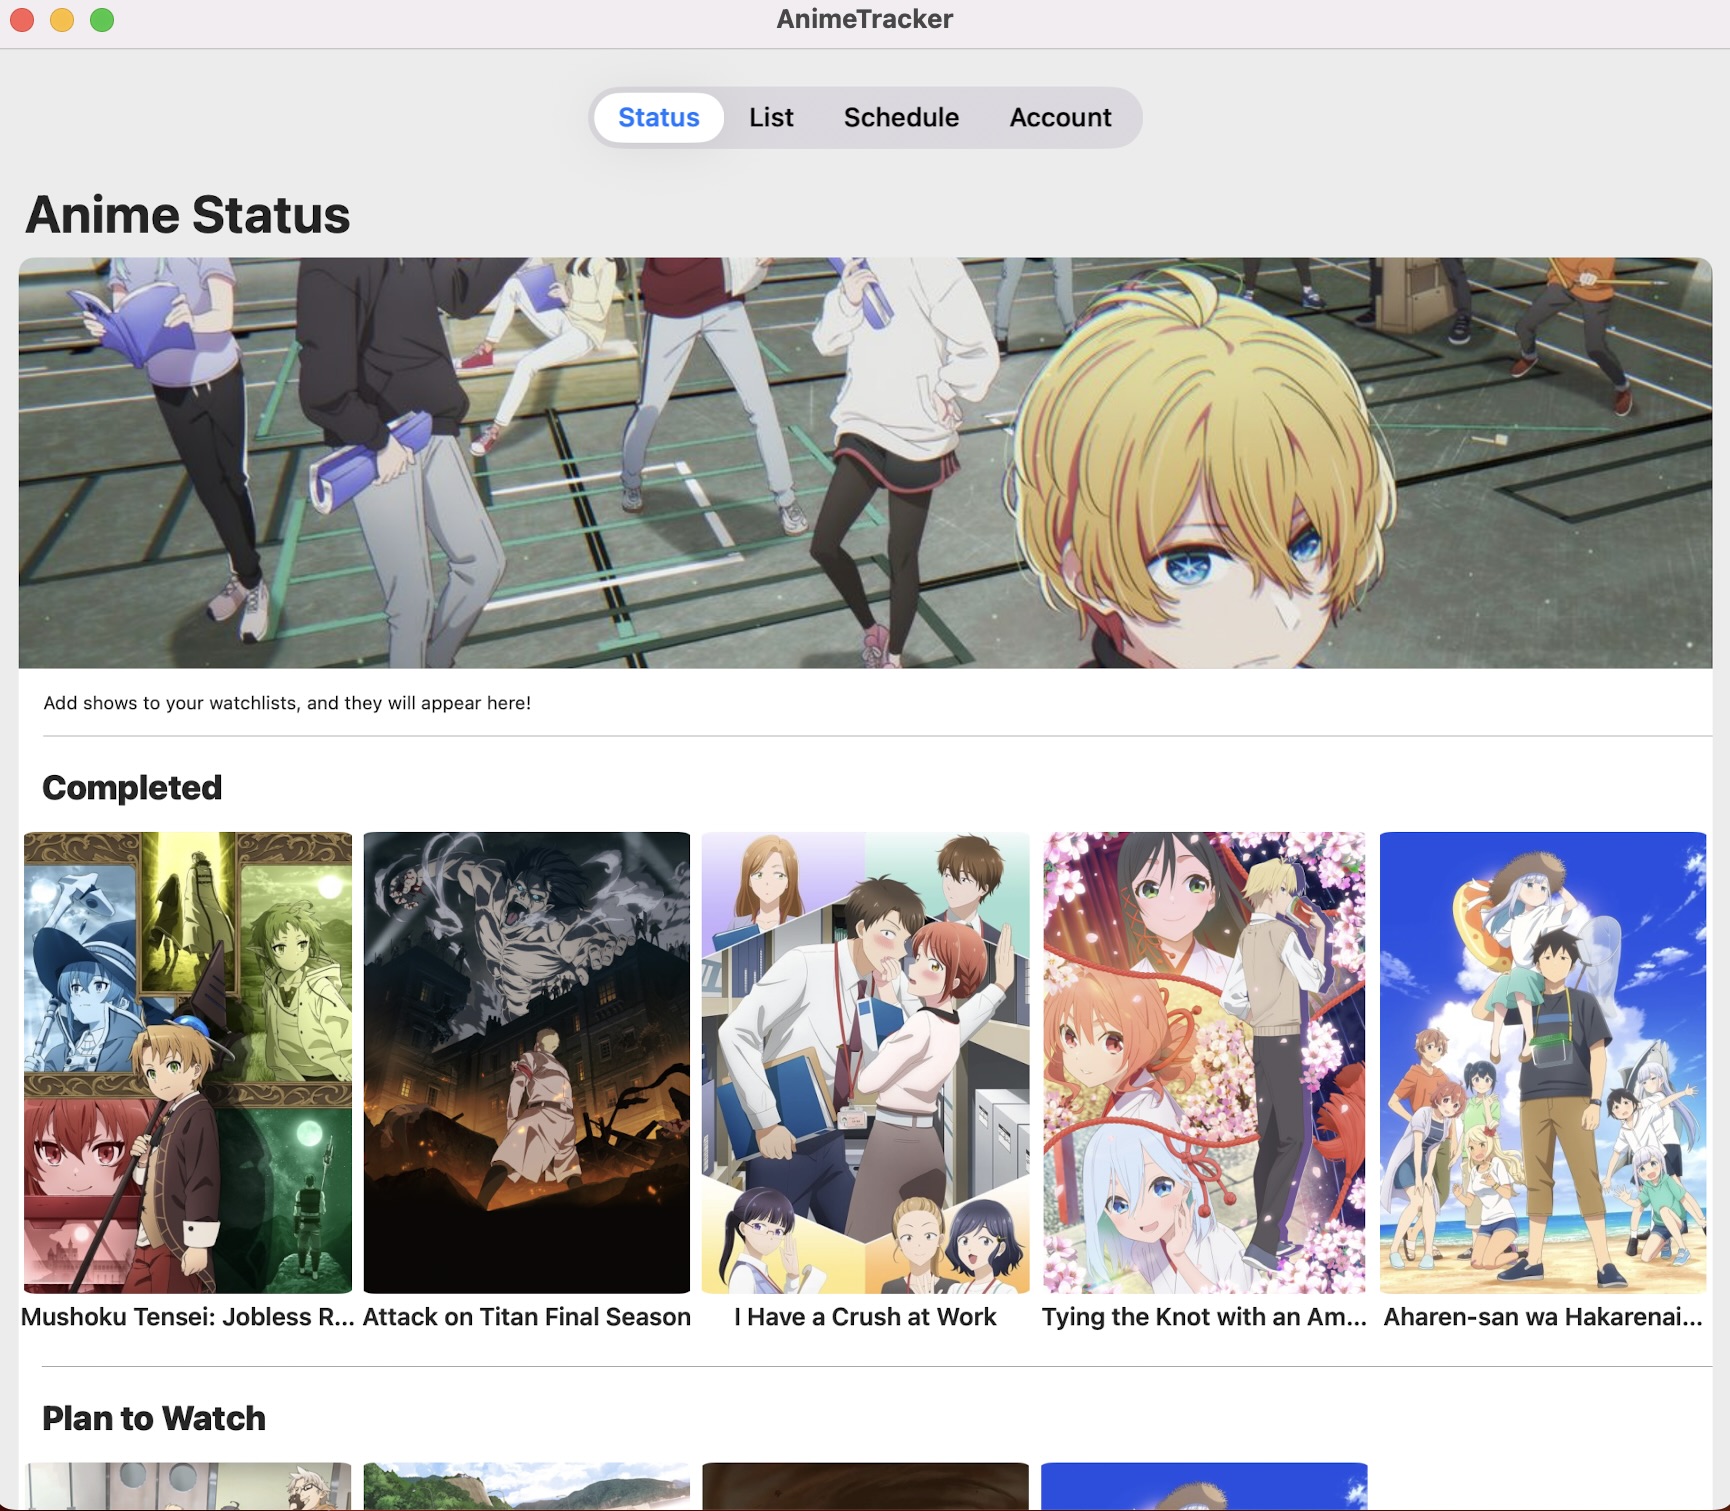 AnimeTracker
Status List Schedule Account
Anime Status
Add shows to your watchlists, and they will appear here!
Completed
Mushoku Tensei: Jobless R...
Attack on Titan Final Season
I Have a Crush at Work
Tying the Knot with an Am...
Aharen-san wa Hakarenai...
Plan to Watch